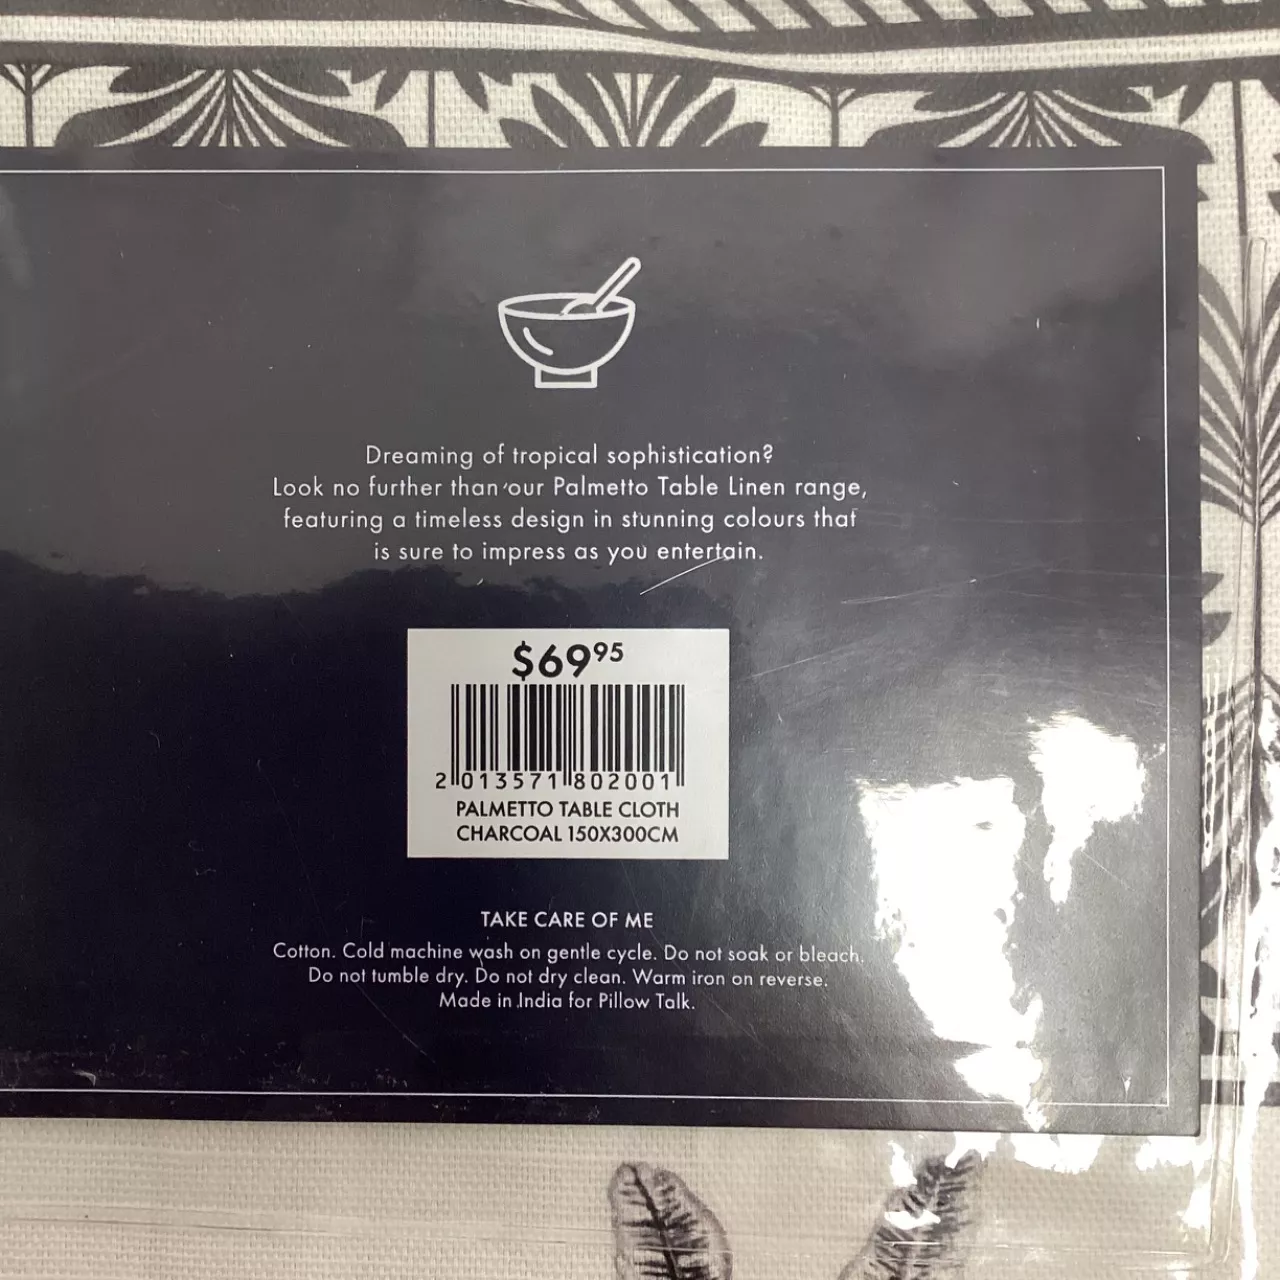 Dreaming of tropical sophistication?
Look no further than our Palmetto Table Linen range,
featuring a timeless design in stunning colours that
is sure to impress as you entertain.
$69⁹⁵
2 013571 802001
PALMETTO TABLE CLOTH
CHARCOAL 150X300CM
TAKE CARE OF ME
Cotton. Cold machine wash on gentle cycle. Do not soak or bleach.
Do not tumble dry. Do not dry clean. Warm iron on reverse.
Made in India for Pillow Talk.